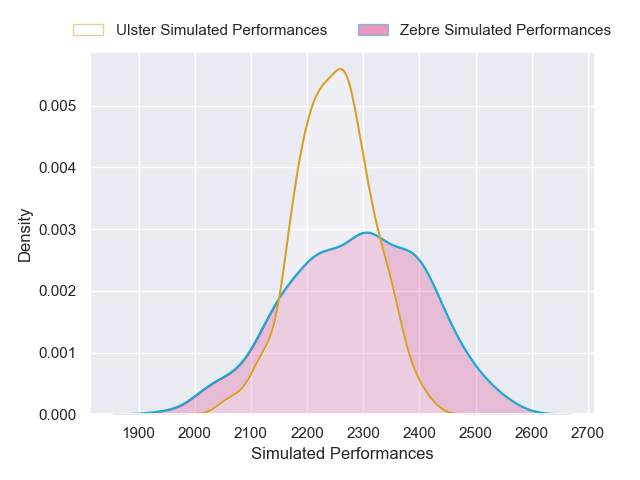 Ulster Simulated Performances Zebre Simulated Performances
0.005
0.004
0.003
0.002
0.001
0.000
Density
1900 2000 2100 2200 2300 2400 2500 2600 2700
Simulated Performances